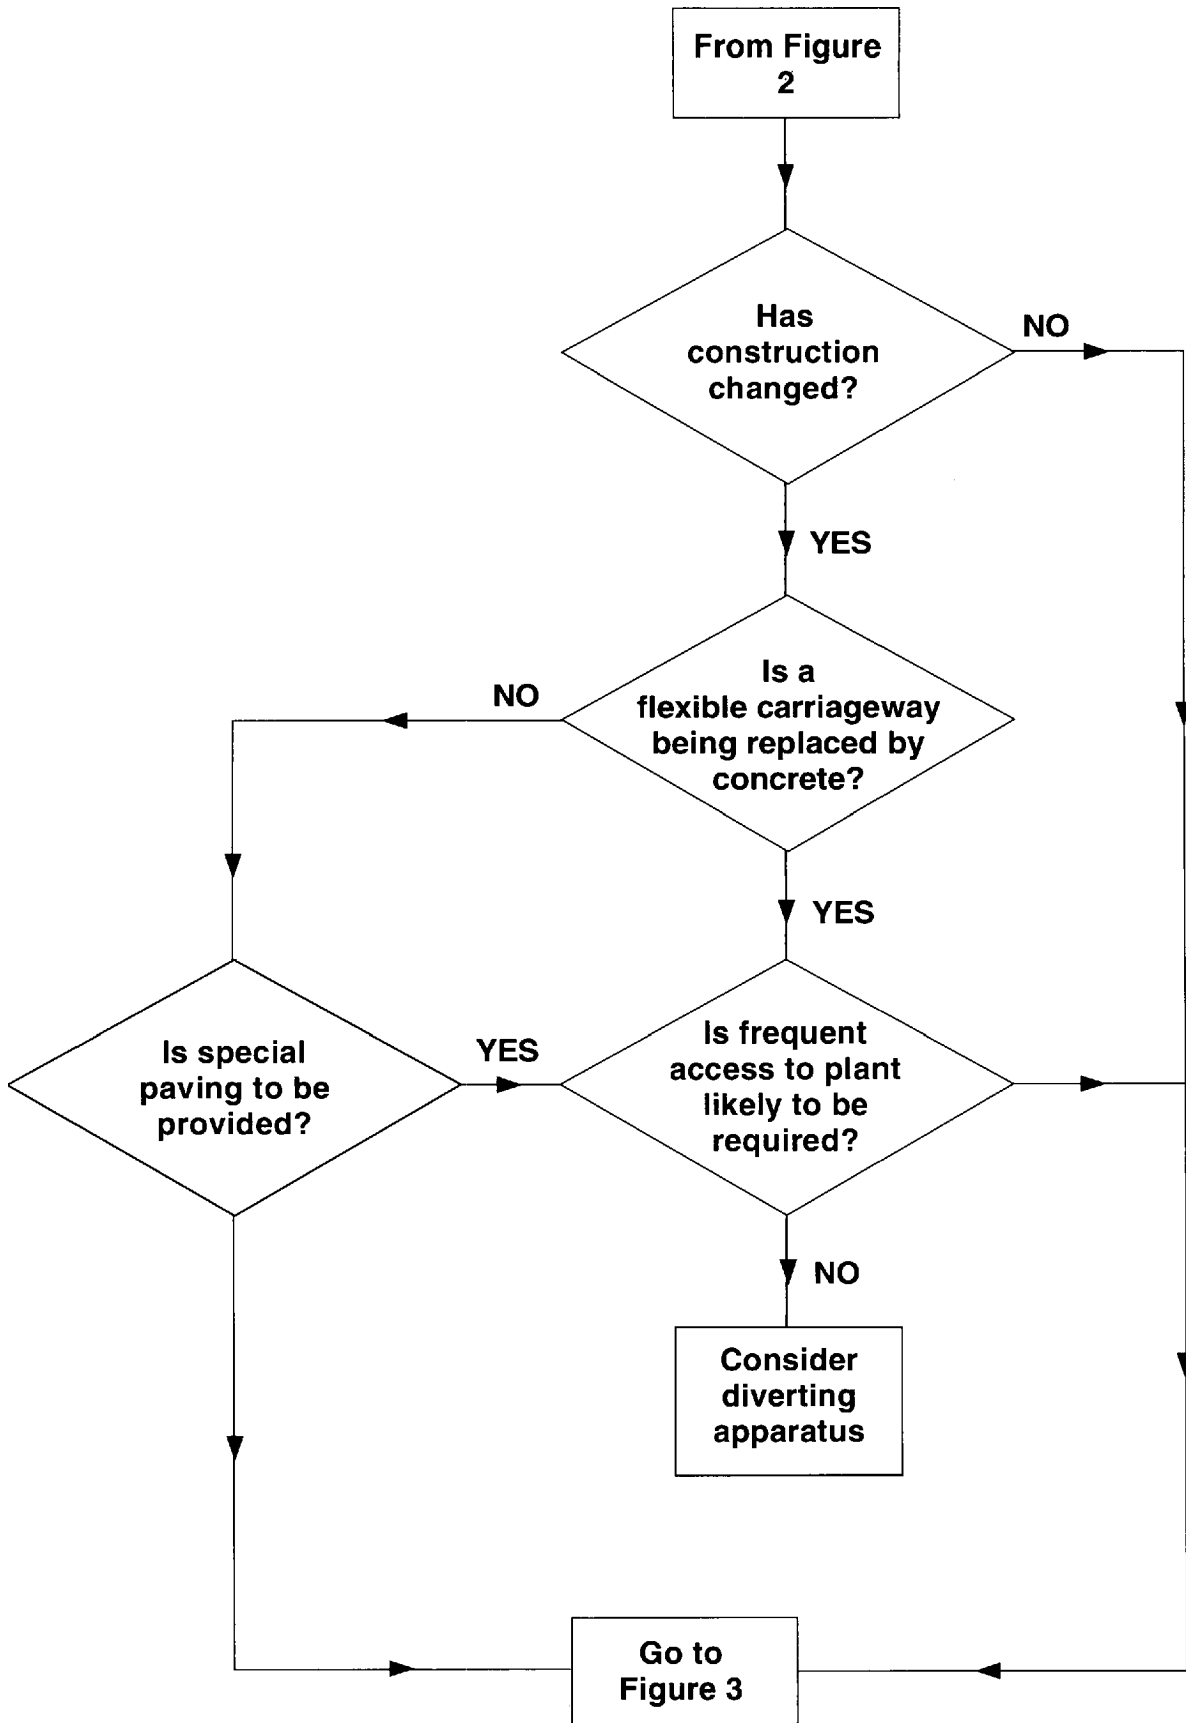 From Figure
2
Has
construction
changed?
NO
YES
Is a
flexible carriageway
being replaced by
concrete?
NO
YES
Is special
paving to be
provided?
YES
Is frequent
access to plant
likely to be
required?
NO
Consider
diverting
apparatus
Go to
Figure 3